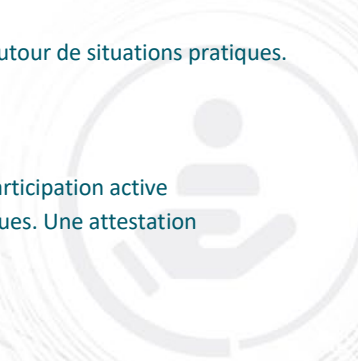 utour de situations pratiques.
rticipation active
ues. Une attestation